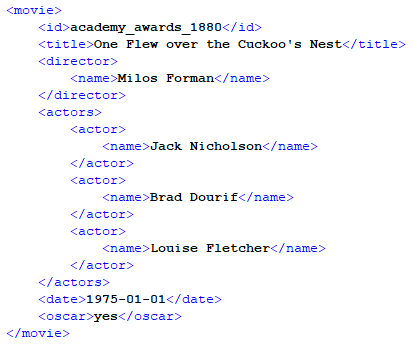 <movie>
<id>academy_awards_1880</id>
<title>One Flew over the Cuckoo's Nest</title>
<director>
<name>Milos Forman</name>
</director>
<actors>
<actor>
<name>Jack Nicholson</name>
</actor>
<actor>
<name>Brad Dourif</name>
</actor>
<actor>
<name>Louise Fletcher</name>
</actor>
</actors>
<date>1975-01-01</date>
<oscar>yes</oscar>
</movie>